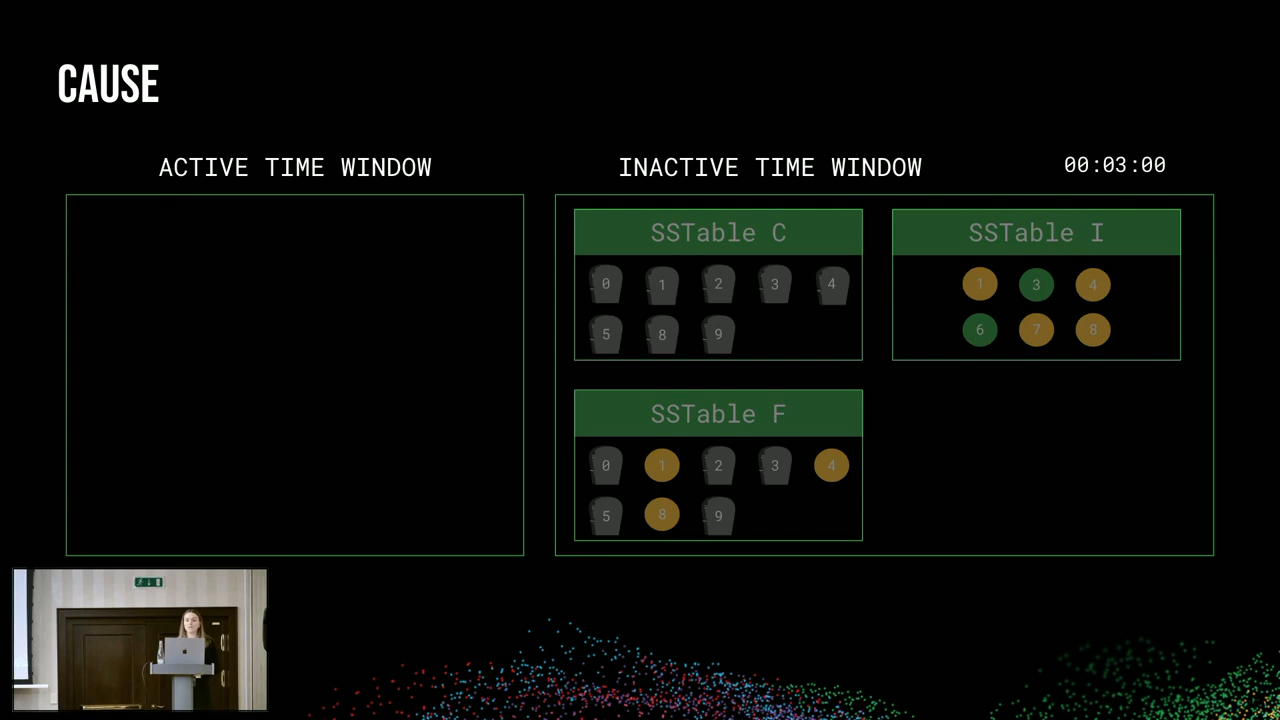 CAUSE
ACTIVE TIME WINDOW
INACTIVE TIME WINDOW
00:03:00
SSTable C
0 1 2 3 4
5 8 9
SSTable I
1 3 4
6 7 8
SSTable F
0 1 2 3 4
5 8 9